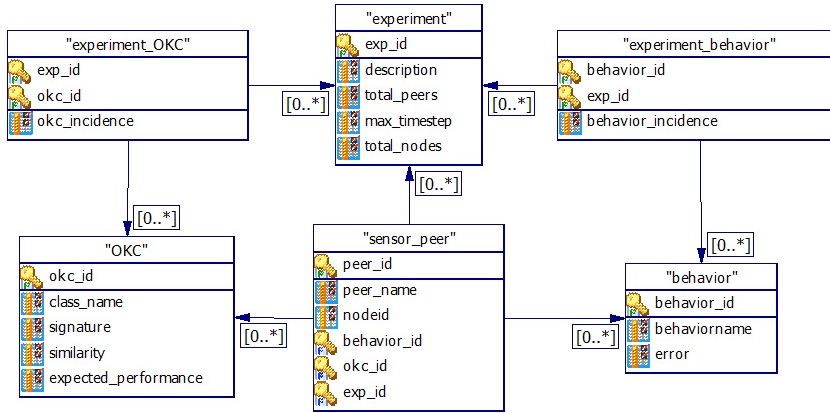 "experiment_OKC"
exp_id
okc_id
okc_incidence
"experiment"
exp_id
description
total_peers
max_timestep
total_nodes
"experiment_behavior"
behavior_id
exp_id
behavior_incidence
[0..*]
[0..*]
[0..*]
[0..*]
[0..*]
"OKC"
okc_id
class_name
signature
similarity
expected_performance
"sensor_peer"
peer_id
peer_name
nodeid
behavior_id
okc_id
exp_id
"behavior"
behavior_id
behaviorname
error
[0..*]
[0..*]